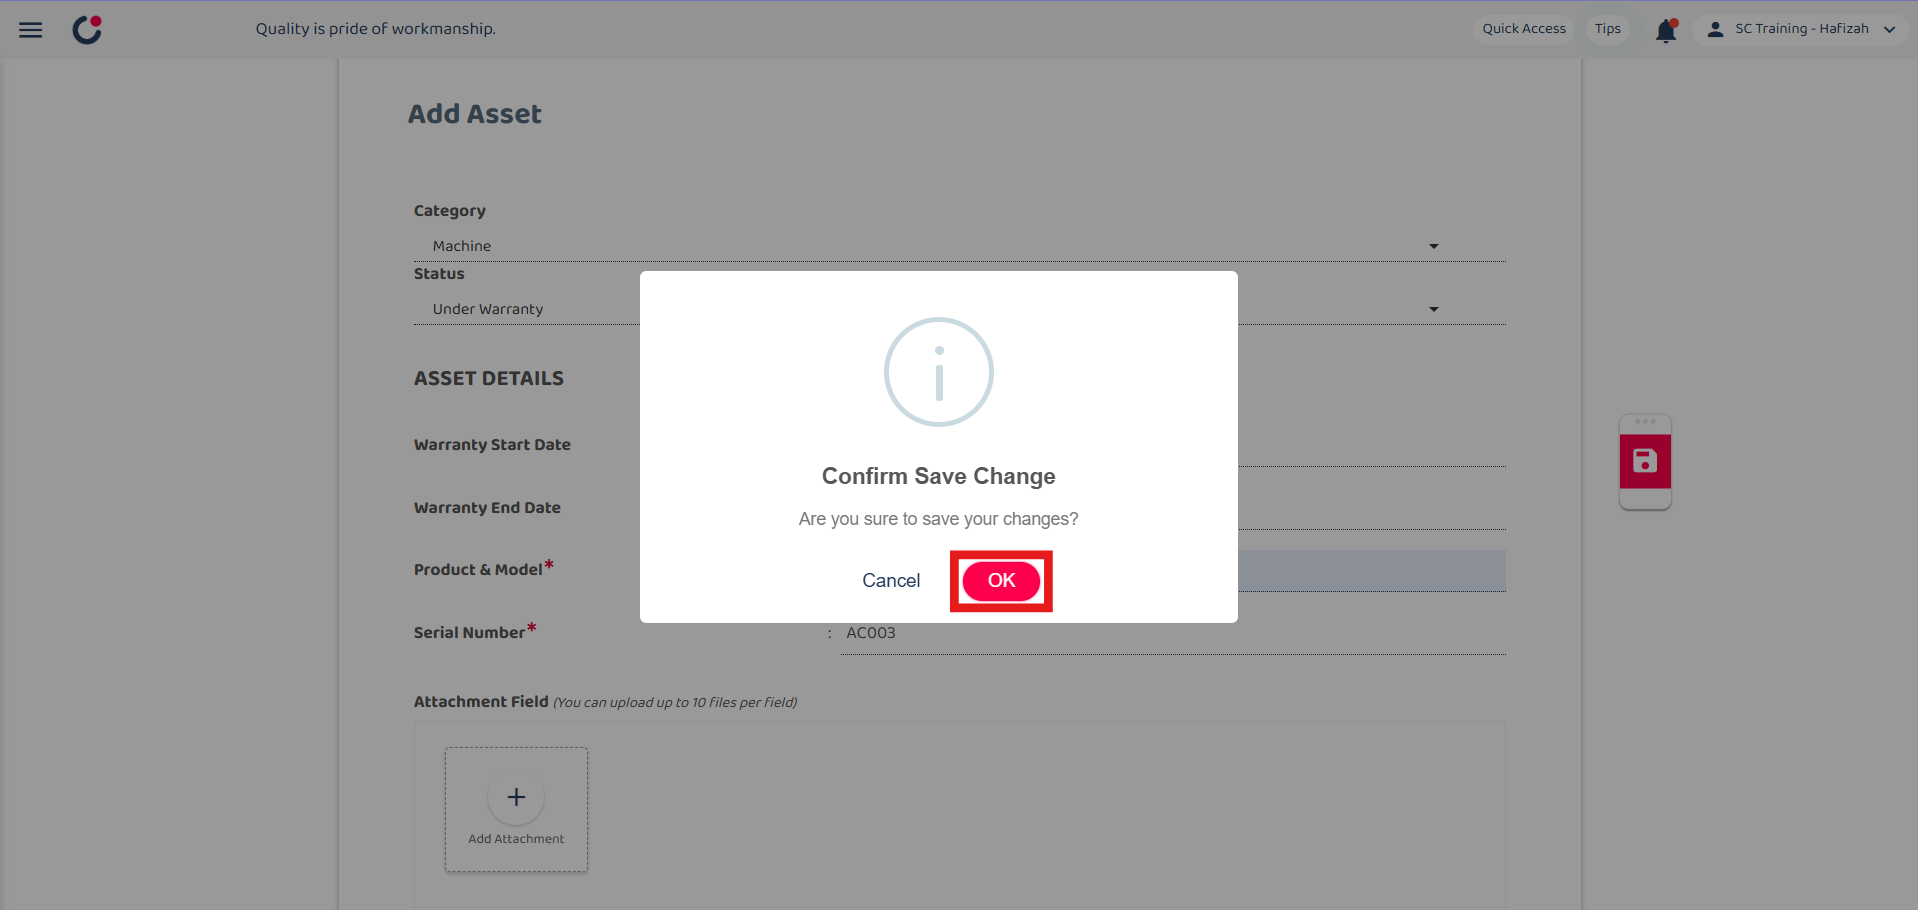 Quality is pride of workmanship.
Quick Access
Tips
SC Training - Hafizah
Add Asset
Category
Machine
Status
Under Warranty
ASSET DETAILS
Warranty Start Date
Warranty End Date
Product & Model*
Serial Number*
: AC003
Confirm Save Change
Are you sure to save your changes?
Cancel
OK
Attachment Field (You can upload up to 10 files per field)
Add Attachment